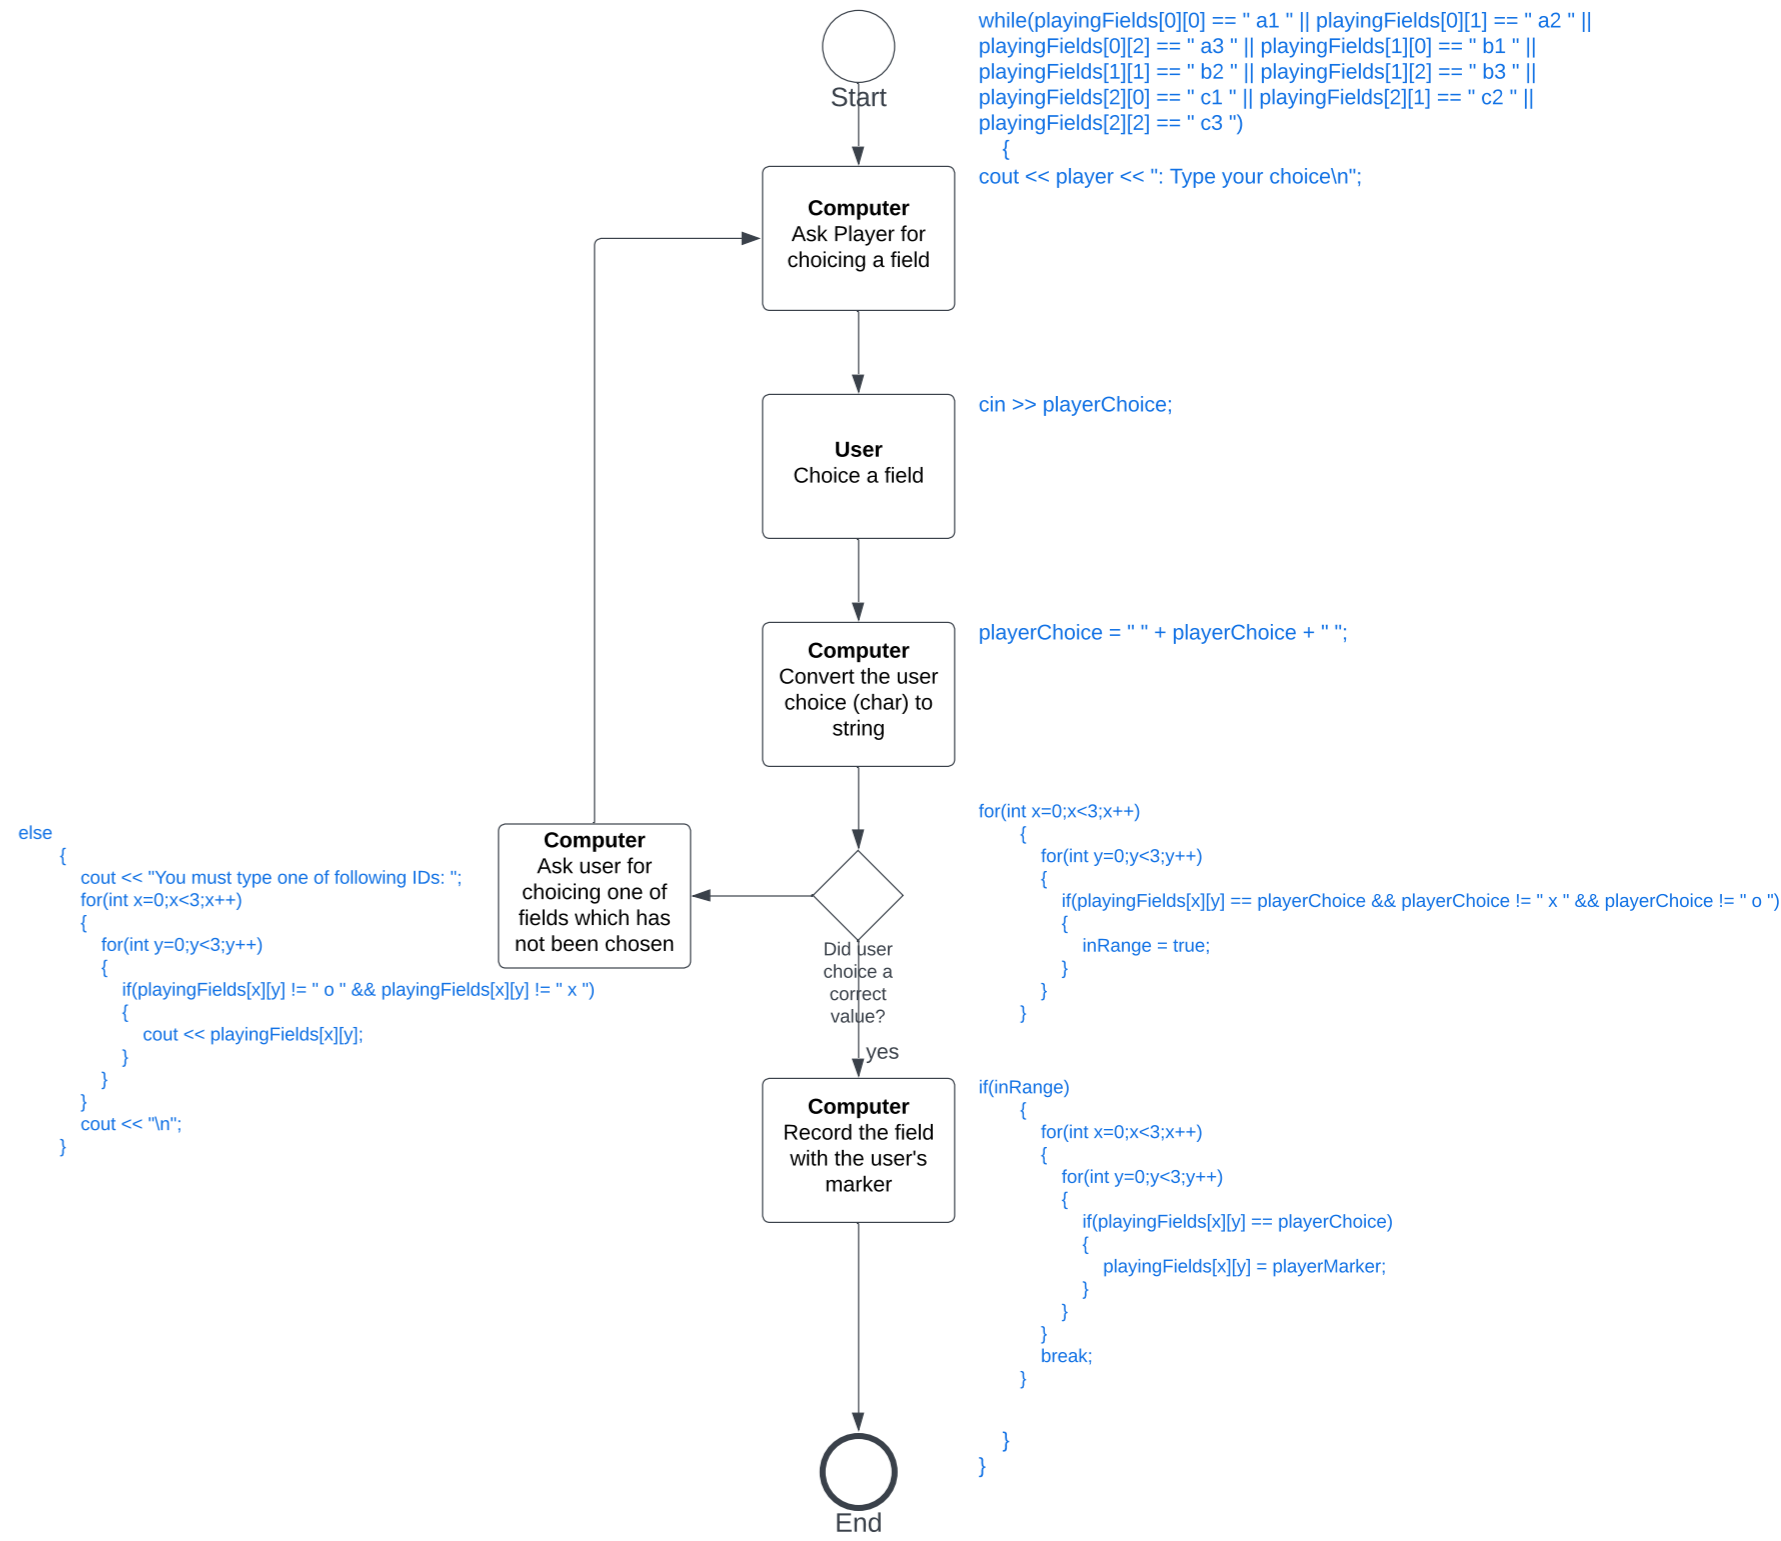 Start
while(playingFields[0][0] == " a1 " || playingFields[0][1] == " a2 " ||
playingFields[0][2] == " a3 " || playingFields[1][0] == " b1 " ||
playingFields[1][1] == " b2 " || playingFields[1][2] == " b3 " ||
playingFields[2][0] == " c1 " || playingFields[2][1] == " c2 " ||
playingFields[2][2] == " c3 ")
{
cout << player << ": Type your choice\n";
Computer
Ask Player for
choicing a field
User
Choice a field
cin >> playerChoice;
Computer
Convert the user
choice (char) to
string
playerChoice = " " + playerChoice + " ";
Did user
choice a
correct
value?
yes
for(int x=0;x<3;x++)
{
for(int y=0;y<3;y++)
{
if(playingFields[x][y] == playerChoice && playerChoice != " x " && playerChoice != " o ")
{
inRange = true;
}
}
}
Computer
Ask user for
choicing one of
fields which has
not been chosen
else
{
cout << "You must type one of following IDs: ";
for(int x=0;x<3;x++)
{
for(int y=0;y<3;y++)
{
if(playingFields[x][y] != " o " && playingFields[x][y] != " x ")
{
cout << playingFields[x][y];
}
}
}
cout << "\n";
}
Computer
Record the field
with the user's
marker
if(inRange)
{
for(int x=0;x<3;x++)
{
for(int y=0;y<3;y++)
{
if(playingFields[x][y] == playerChoice)
{
playingFields[x][y] = playerMarker;
}
}
}
break;
}
}
}
End